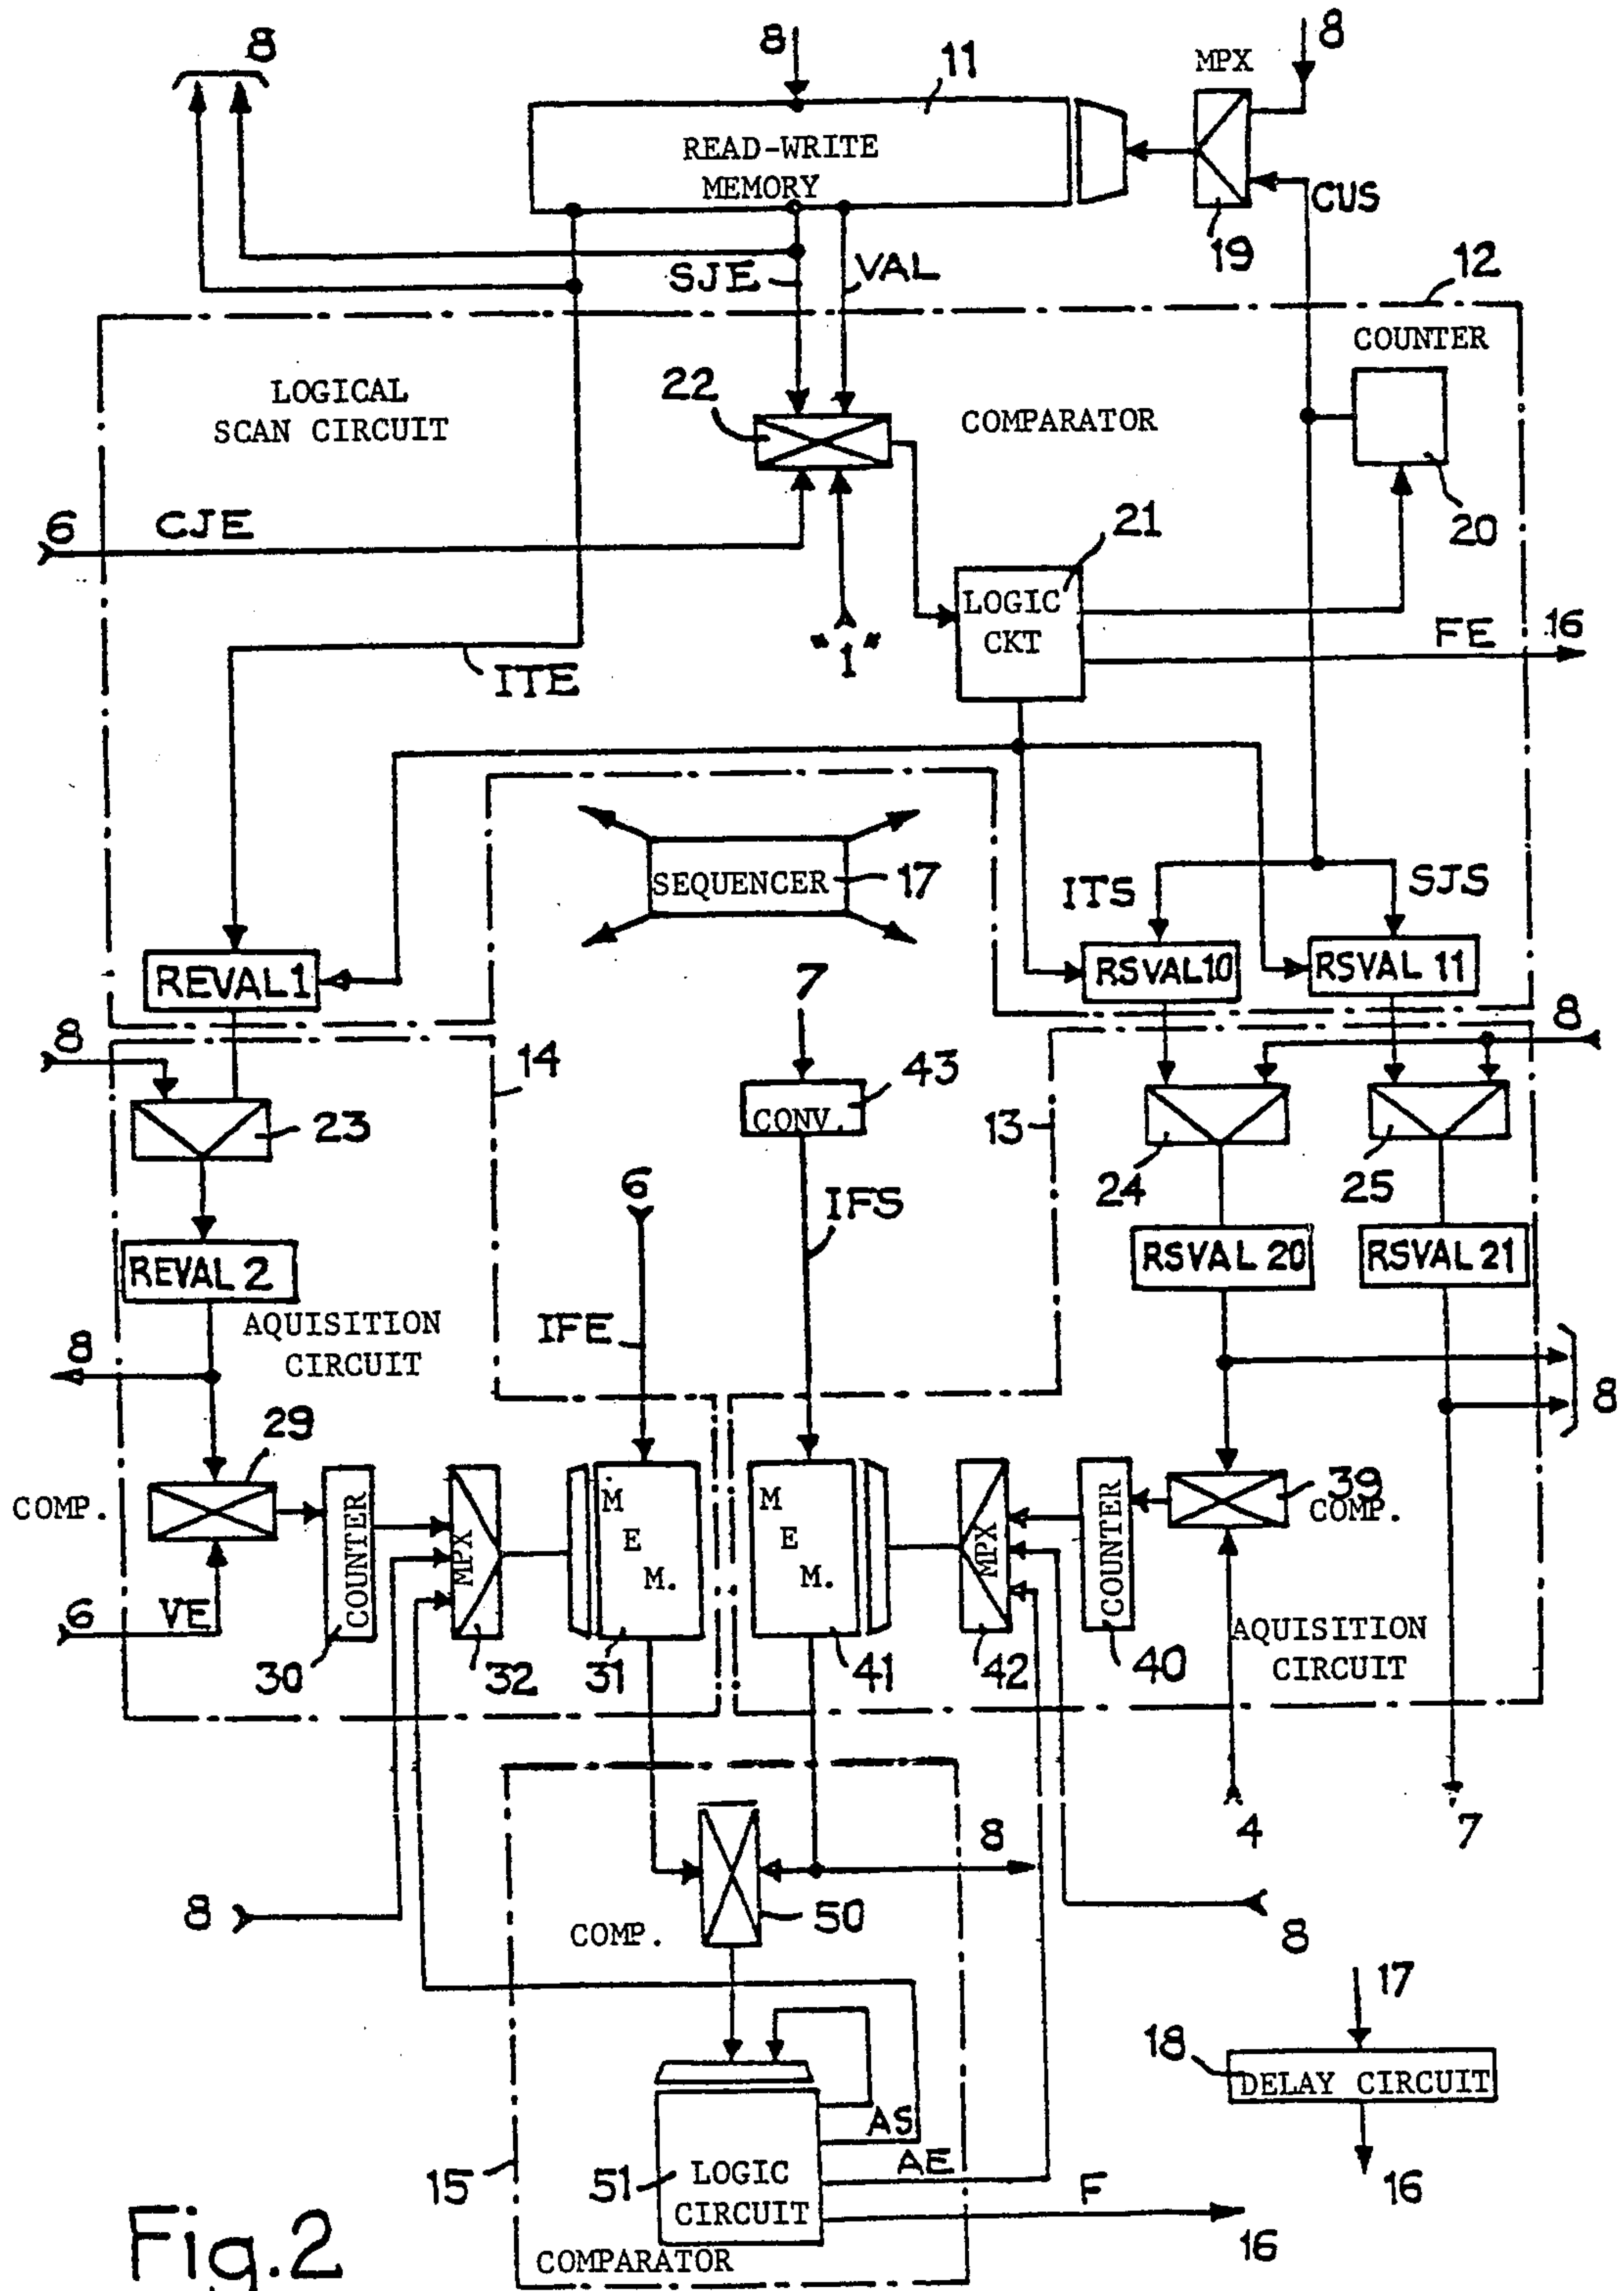 8
8
11
MPX
8
READ-WRITE
MEMORY
CUS
19
SJE
VAL
12
COUNTER
LOGICAL
SCAN CIRCUIT
22
COMPARATOR
20
6
CJE
21
LOGIC
CKT
"1"
FE
16
ITE
SEQUENCER
17
ITS
SJS
REVAL 1
RSVAL 10
RSVAL 11
7
8
8
14
43
CONV.
13
23
24
25
6
IFS
REVAL 2
RSVAL 20
RSVAL 21
AQUISITION
CIRCUIT
IFE
8
8
29
COMP.
COUNTER
MPX
M
E
M.
M
E
M.
MPX
COUNTER
39
COMP.
6
VE
30
32
31
41
42
40
AQUISITION
CIRCUIT
4
7
8
8
50
COMP.
8
17
18
DELAY CIRCUIT
16
AS
AE
15
51
LOGIC
CIRCUIT
F
16
COMPARATOR
Fig.2